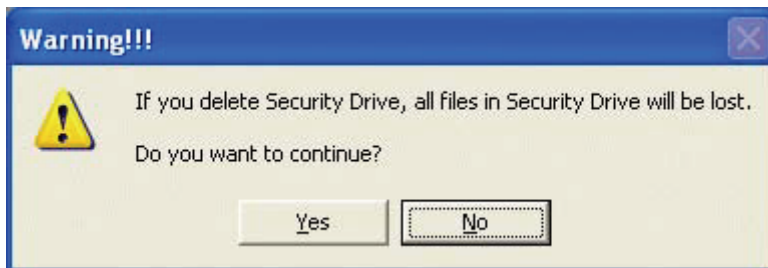 Warning!!!
If you delete Security Drive, all files in Security Drive will be lost.
Do you want to continue?
Yes
No